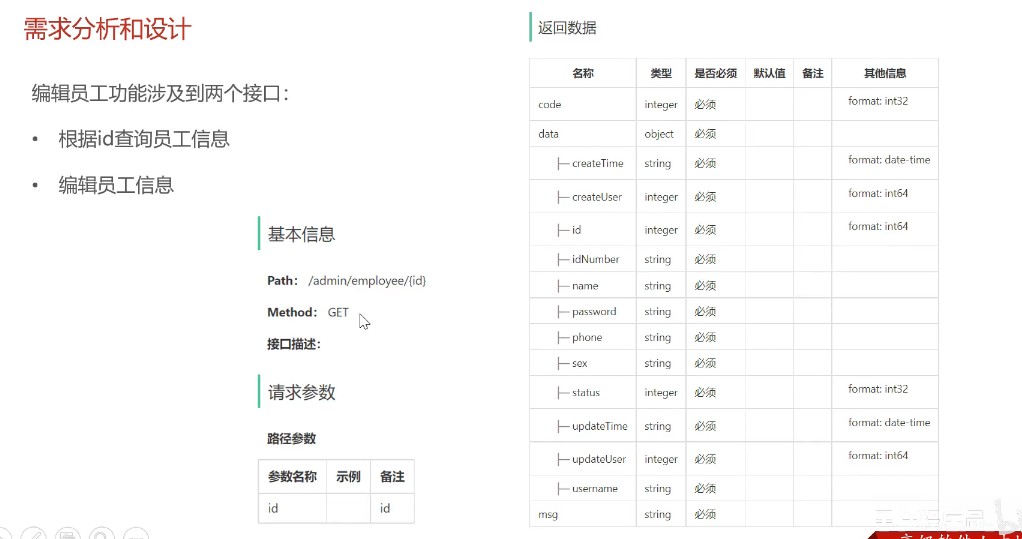 需求分析和设计
编辑员工功能涉及到两个接口：
• 根据id查询员工信息
• 编辑员工信息
基本信息
Path： /admin/employee/{id}
Method： GET
接口描述：
请求参数
路径参数
参数名称 示例 备注
id id
返回数据
名称 类型 是否必须 默认值 备注 其他信息
code integer 必须 format: int32
data object 必须
├─ createTime string 必须 format: date-time
├─ createUser integer 必须 format: int64
├─ id integer 必须 format: int64
├─ idNumber string 必须
├─ name string 必须
├─ password string 必须
├─ phone string 必须
├─ sex string 必须
├─ status integer 必须 format: int32
├─ updateTime string 必须 format: date-time
├─ updateUser integer 必须 format: int64
├─ username string 必须
msg string 必须